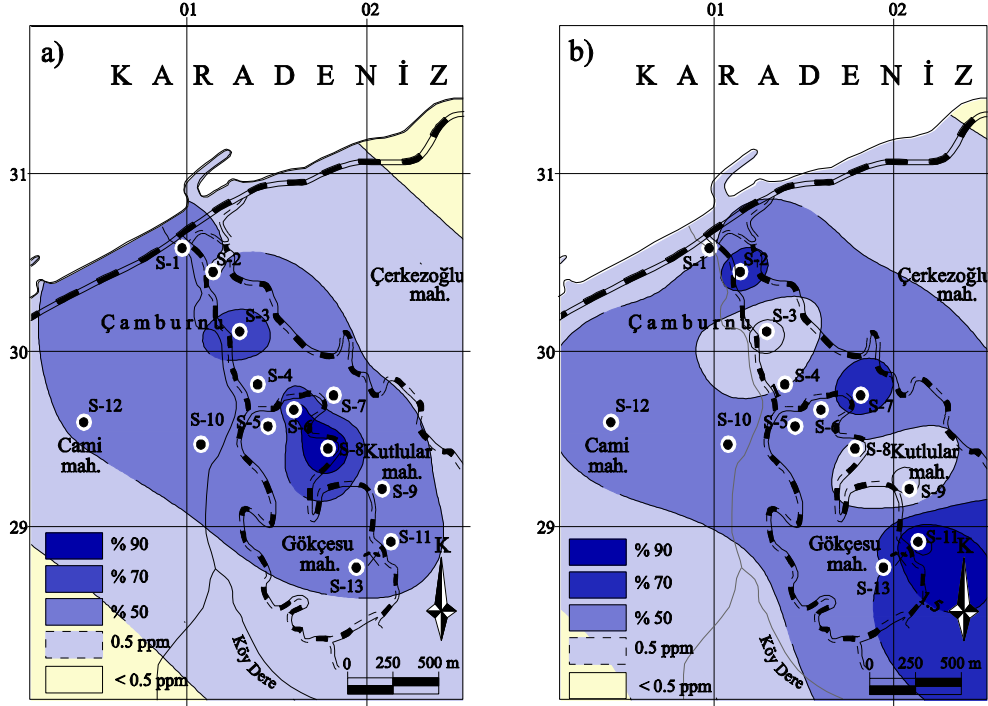 01
02
a)
K A R A D E N İ Z
31
S-1
S-2
Çerkezoğlu
mah.
Çamburnu
S-3
30
S-4
S-12
S-10
S-5
S-7
Cami
mah.
S-8
Kutlular
mah.
S-9
29
Gökçesu
mah.
S-11
K
S-13
% 90
% 70
% 50
0.5 ppm
< 0.5 ppm
Köy Dere
0 250 500 m
01
02
b)
K A R A D E N İ Z
31
S-1
S-2
Çerkezoğlu
mah.
Çamburnu
S-3
30
S-4
S-12
S-10
S-5
S-6
S-7
Cami
mah.
S-8
Kutlular
mah.
S-9
29
Gökçesu
mah.
S-11
K
S-13
% 90
% 70
% 50
0.5 ppm
< 0.5 ppm
Köy Dere
0 250 500 m